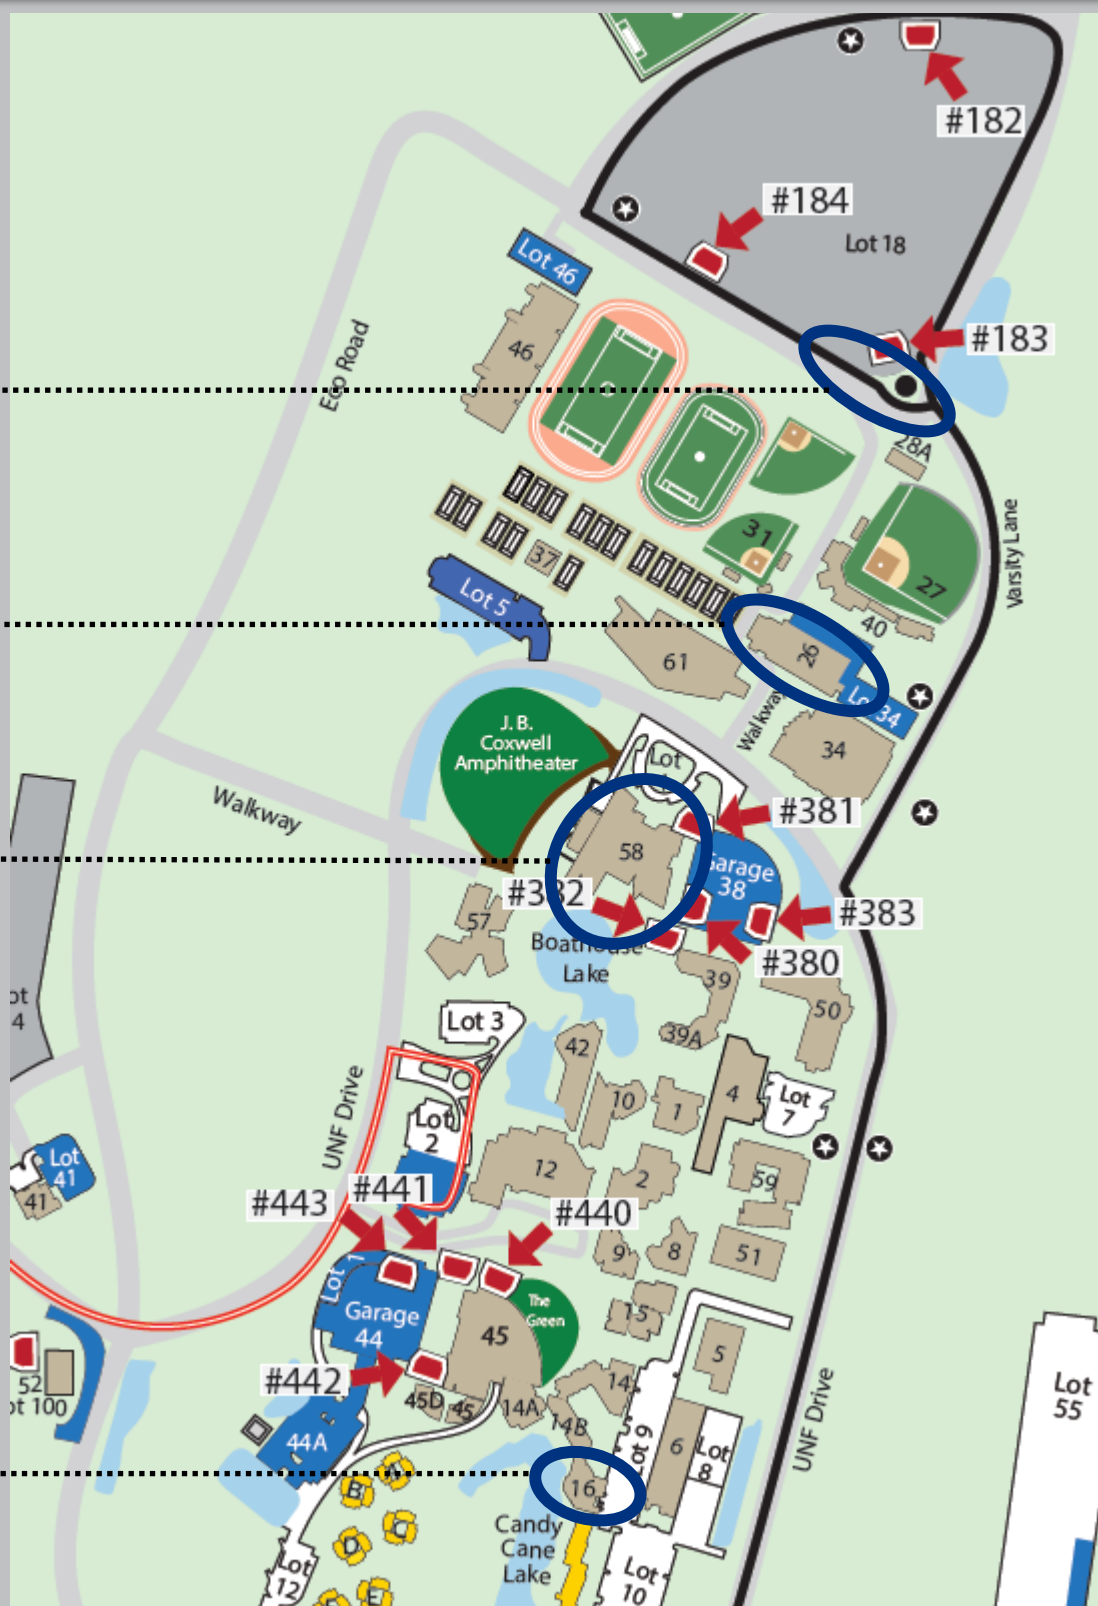 #182
#184
Lot 18
Lot 46
#183
46
Eco Road
28A
31
37
27
Varsity Lane
Lot 5
40
26
61
Lot 34
Walkway
34
J. B.
Coxwell
Amphitheater
Lot
#381
Walkway
58
Garage
38
#382
#383
57
Boathouse
Lake
#380
39
50
Lot 3
39A
42
4
Lot
7
10
1
UNF Drive
Lot
2
12
2
59
Lot
41
41
#443
#441
#440
9
8
51
Lot 1
The
Green
Garage
44
45
15
5
52
Lot 100
#442
14
45D
45
14A
14B
Lot
55
44A
Lot 9
6
Lot
8
UNF Drive
16
B
A
C
D
Candy
Cane
Lake
Lot
12
E
Lot
10